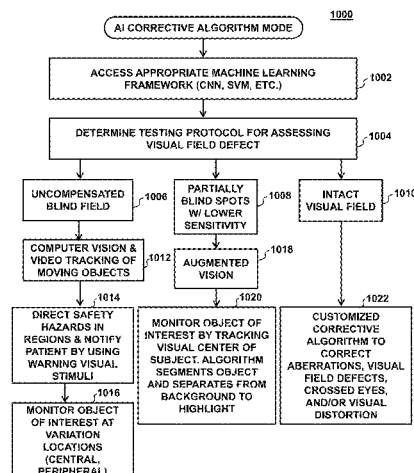 1000
AI CORRECTIVE ALGORITHM MODE
ACCESS APPROPRIATE MACHINE LEARNING
FRAMEWORK (CNN, SVM, ETC.)
1002
DETERMINE TESTING PROTOCOL FOR ASSESSING
VISUAL FIELD DEFECT
1004
UNCOMPENSATED
BLIND FIELD
1006
PARTIALLY
BLIND SPOTS
W/ LOWER
SENSITIVITY
1008
INTACT
VISUAL FIELD
1010
COMPUTER VISION &
VIDEO TRACKING OF
MOVING OBJECTS
1012
AUGMENTED
VISION
1018
1014
DIRECT SAFETY
HAZARDS IN
REGIONS & NOTIFY
PATIENT BY USING
WARNING VISUAL
STIMULI
1020
MONITOR OBJECT OF
INTEREST BY TRACKING
VISUAL CENTER OF
SUBJECT. ALGORITHM
SEGMENTS OBJECT
AND SEPARATES FROM
BACKGROUND TO
HIGHLIGHT
1022
CUSTOMIZED
CORRECTIVE
ALGORITHM TO
CORRECT
ABERRATIONS, VISUAL
FIELD DEFECTS,
CROSSED EYES,
AND/OR VISUAL
DISTORTION
1016
MONITOR OBJECT
OF INTEREST AT
VARIATION
LOCATIONS
(CENTRAL,
PERIPHERAL)